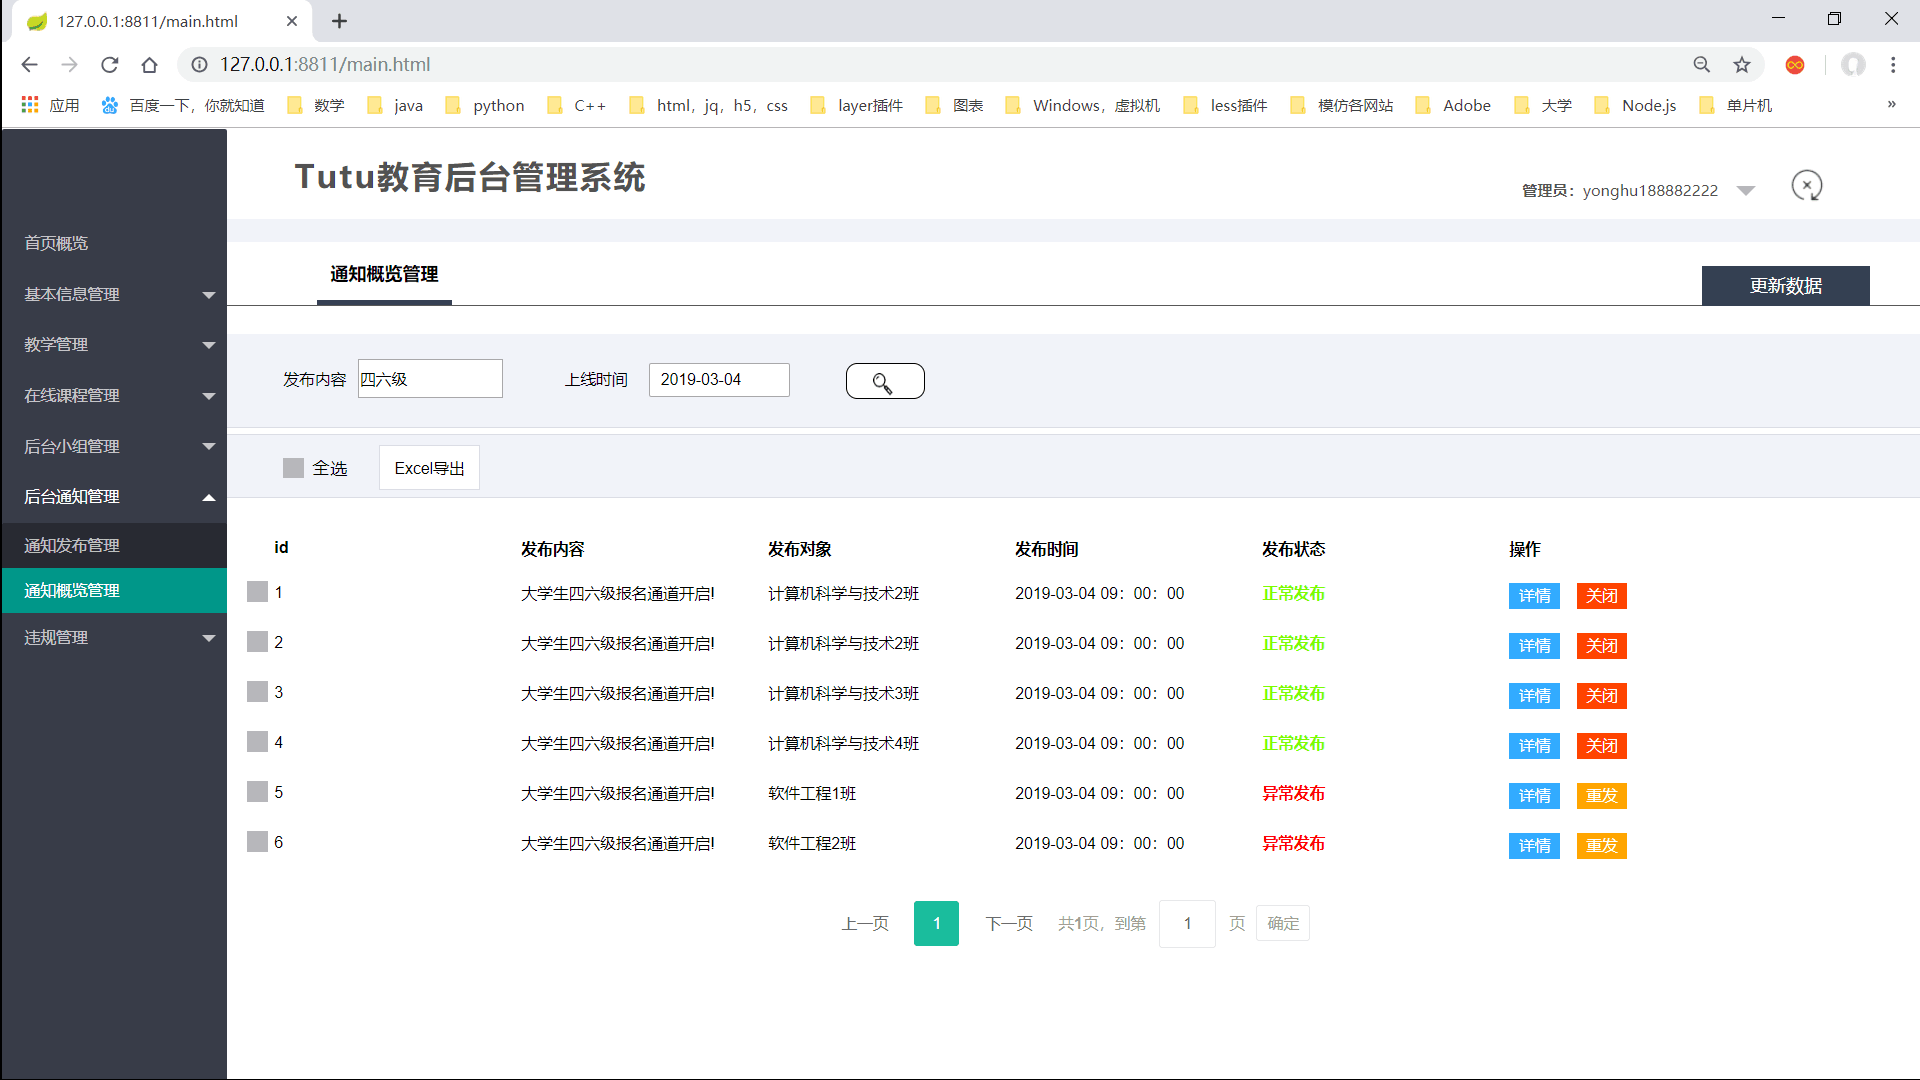 127.0.0.1:8811/main.html
127.0.0.1:8811/main.html
应用 百度一下，你就知道 数学 java python C++ html，jq，h5，css layer插件 图表 Windows，虚拟机 less插件 模仿各网站 Adobe 大学 Node.js 单片机 »
Tutu教育后台管理系统
管理员：yonghu188882222
首页概览
基本信息管理
教学管理
在线课程管理
后台小组管理
后台通知管理
通知发布管理
通知概览管理
违规管理
通知概览管理 更新数据
发布内容 四六级 上线时间 2019-03-04
全选 Excel导出
id 发布内容 发布对象 发布时间 发布状态 操作
1 大学生四六级报名通道开启! 计算机科学与技术2班 2019-03-04 09：00：00 正常发布 详情 关闭
2 大学生四六级报名通道开启! 计算机科学与技术2班 2019-03-04 09：00：00 正常发布 详情 关闭
3 大学生四六级报名通道开启! 计算机科学与技术3班 2019-03-04 09：00：00 正常发布 详情 关闭
4 大学生四六级报名通道开启! 计算机科学与技术4班 2019-03-04 09：00：00 正常发布 详情 关闭
5 大学生四六级报名通道开启! 软件工程1班 2019-03-04 09：00：00 异常发布 详情 重发
6 大学生四六级报名通道开启! 软件工程2班 2019-03-04 09：00：00 异常发布 详情 重发
上一页 1 下一页 共1页，到第 1 页 确定